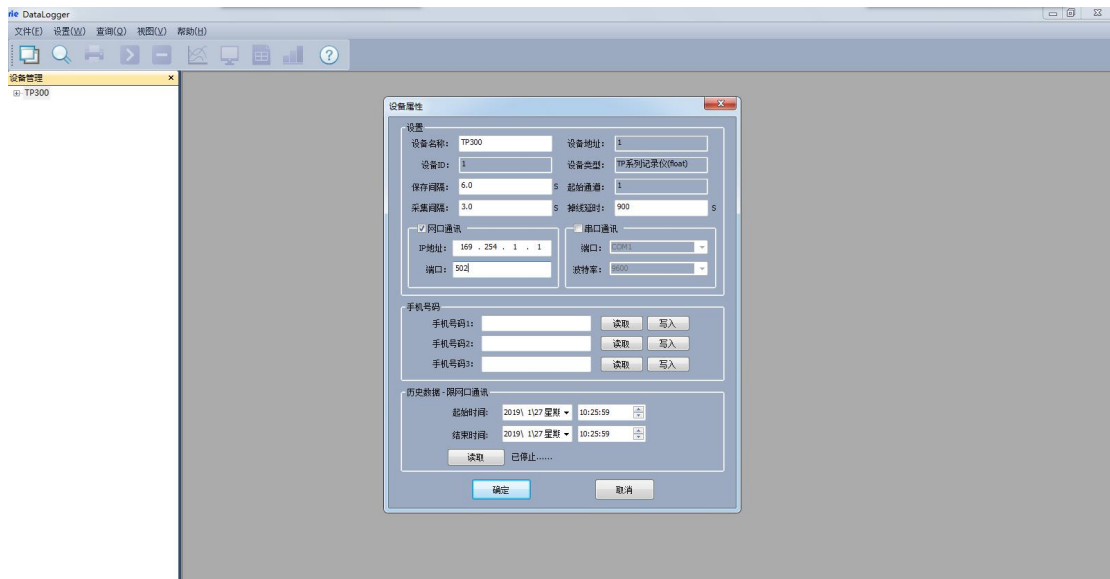 rie DataLogger
文件(F) 设置(W) 查询(Q) 视图(V) 帮助(H)
设备管理
TP300
设备属性
设置
设备名称: TP300 设备地址: 1
设备ID: 1 设备类型: TP系列记录仪(float)
保存间隔: 6.0 S 起始通道: 1
采集间隔: 3.0 S 掉线延时: 900 S
网口通讯 串口通讯
IP地址: 169 . 254 . 1 . 1 端口: COM1
端口: 502 波特率: 9600
手机号码
手机号码1: 读取 写入
手机号码2: 读取 写入
手机号码3: 读取 写入
历史数据 - 限网口通讯
起始时间: 2019\ 1\27 星期 10:25:59
结束时间: 2019\ 1\27 星期 10:25:59
读取 已停止......
确定 取消